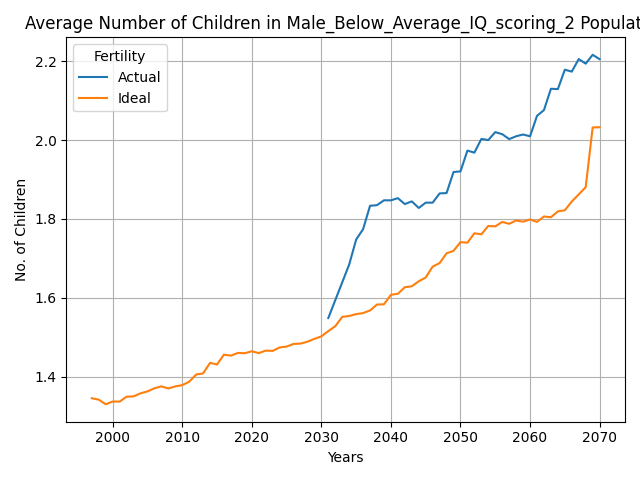 Average Number of Children in Male_Below_Average_IQ_scoring_2 Populat
Fertility
Actual
Ideal
No. of Children
2.2
2.0
1.8
1.6
1.4
2000 2010 2020 2030 2040 2050 2060 2070
Years